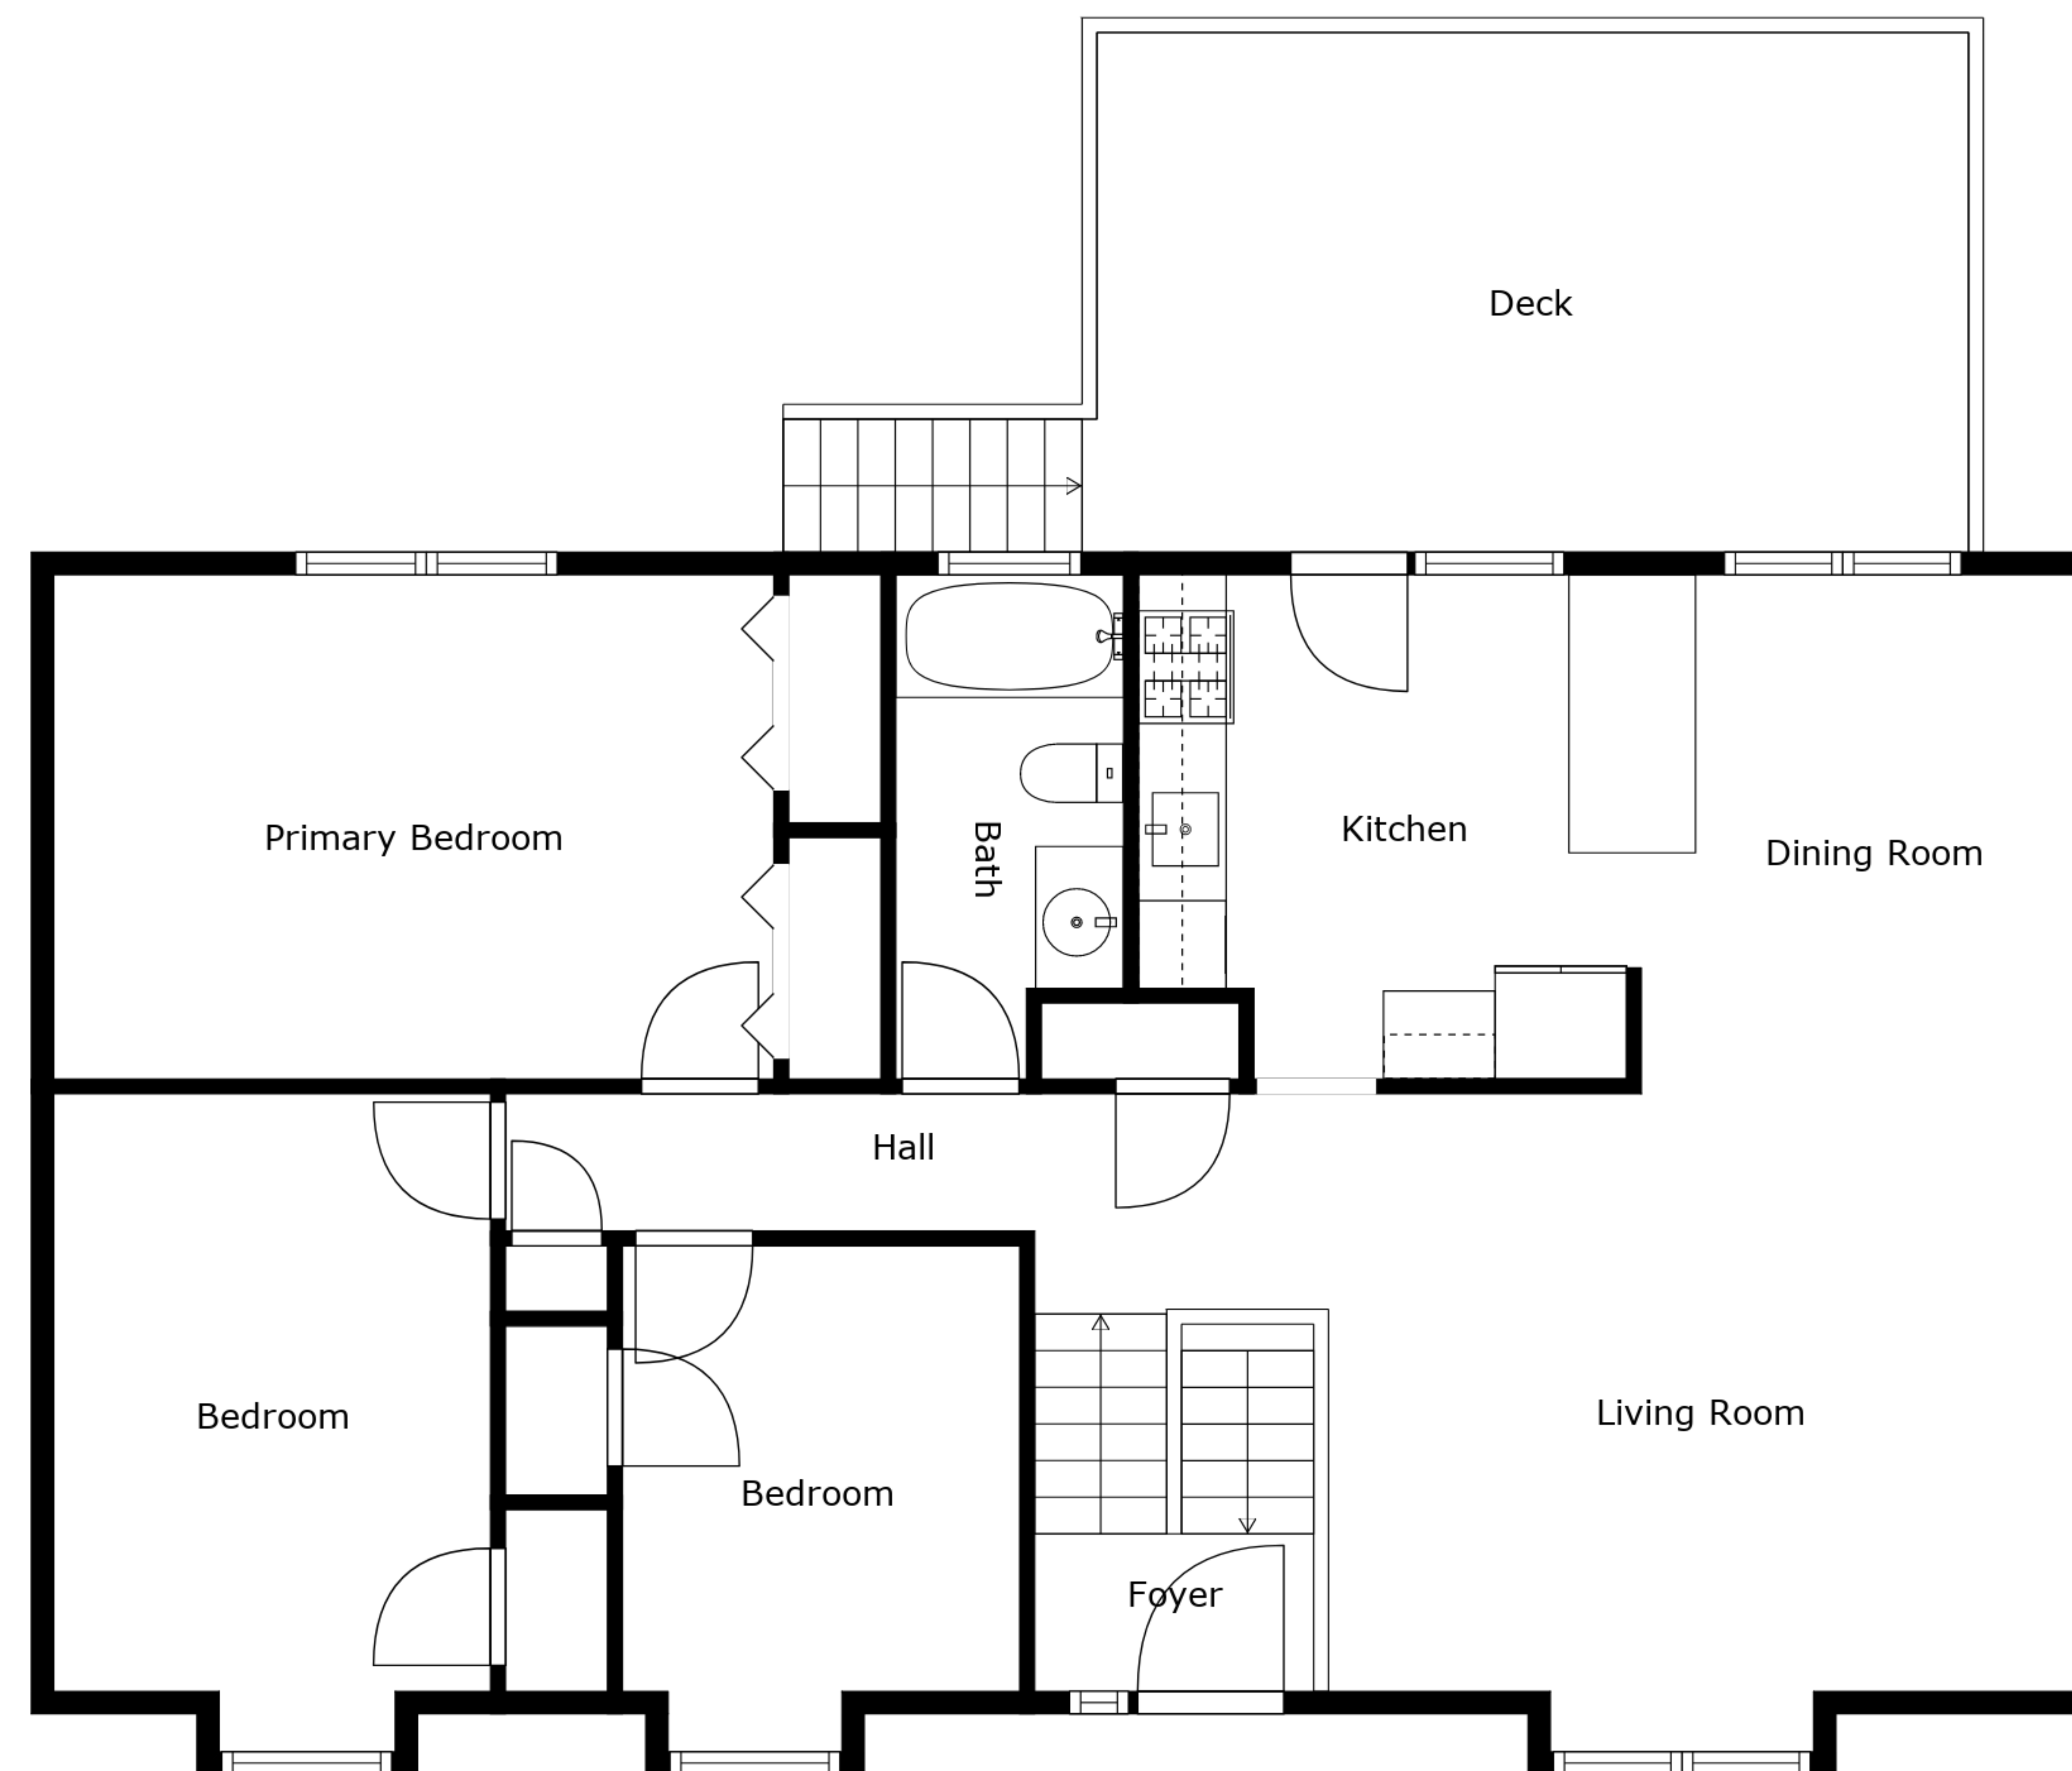 Deck
Primary Bedroom
Bath
Kitchen
Dining Room
Hall
Bedroom
Bedroom
Living Room
Foyer